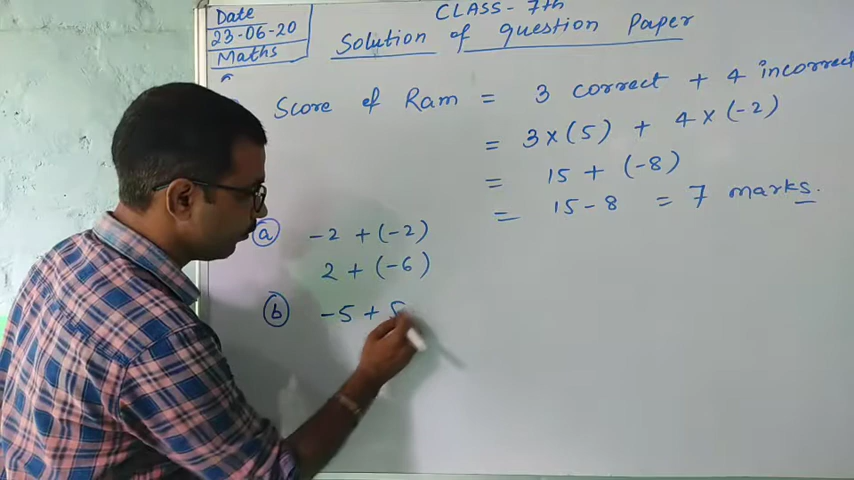 Date
23-06-20
Maths
CLASS- 7th
Solution of question Paper
Score of Ram = 3 correct + 4 incorrect
= 3×(5) + 4×(-2)
= 15 + (-8)
= 15-8 = 7 marks.
a -2 +(-2)
2 + (-6)
b -5 + 5